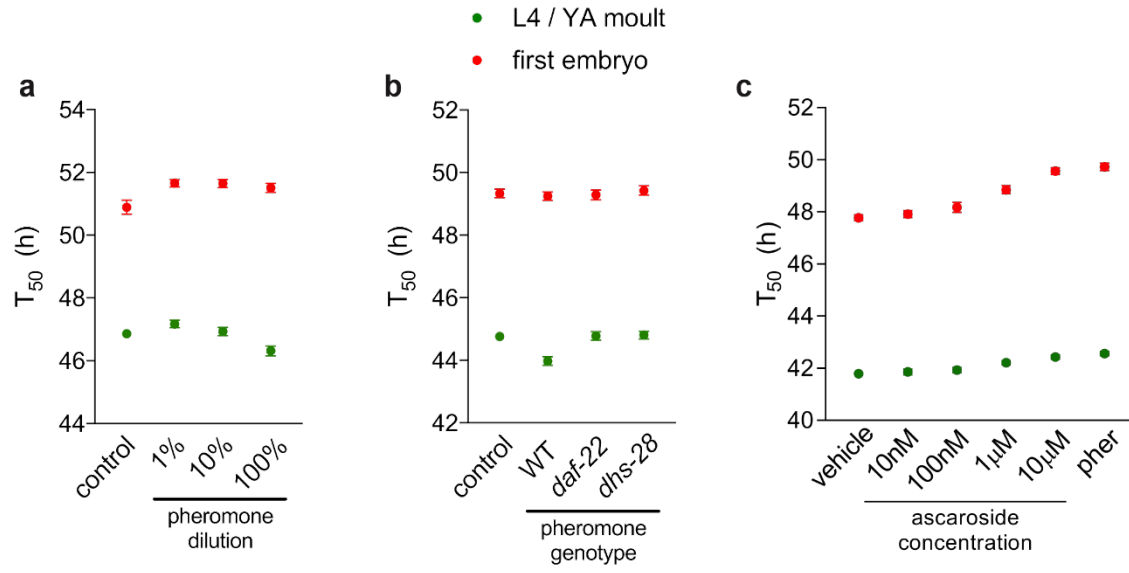 L4 / YA moult
first embryo
a
T50 (h)
54
52
50
48
46
44
control
1%
10%
100%
pheromone
dilution
b
T50 (h)
52
50
48
46
44
42
control
WT
daf-22
dhs-28
pheromone
genotype
c
T50 (h)
52
50
48
46
44
42
40
vehicle
10nM
100nM
1μM
10μM
pher
ascaroside
concentration